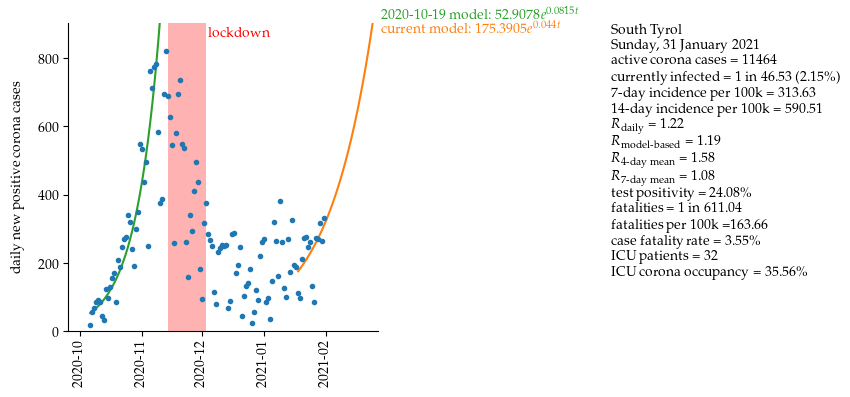 2020-10-19 model: 52.9078e^0.0815t
current model: 175.3905e^0.044t
lockdown
daily new positive corona cases
800
600
400
200
0
2020-10
2020-11
2020-12
2021-01
2021-02
South Tyrol
Sunday, 31 January 2021
active corona cases = 11464
currently infected = 1 in 46.53 (2.15%)
7-day incidence per 100k = 313.63
14-day incidence per 100k = 590.51
R_daily = 1.22
R_model-based = 1.19
R_4-day mean = 1.58
R_7-day mean = 1.08
test positivity = 24.08%
fatalities = 1 in 611.04
fatalities per 100k =163.66
case fatality rate = 3.55%
ICU patients = 32
ICU corona occupancy = 35.56%